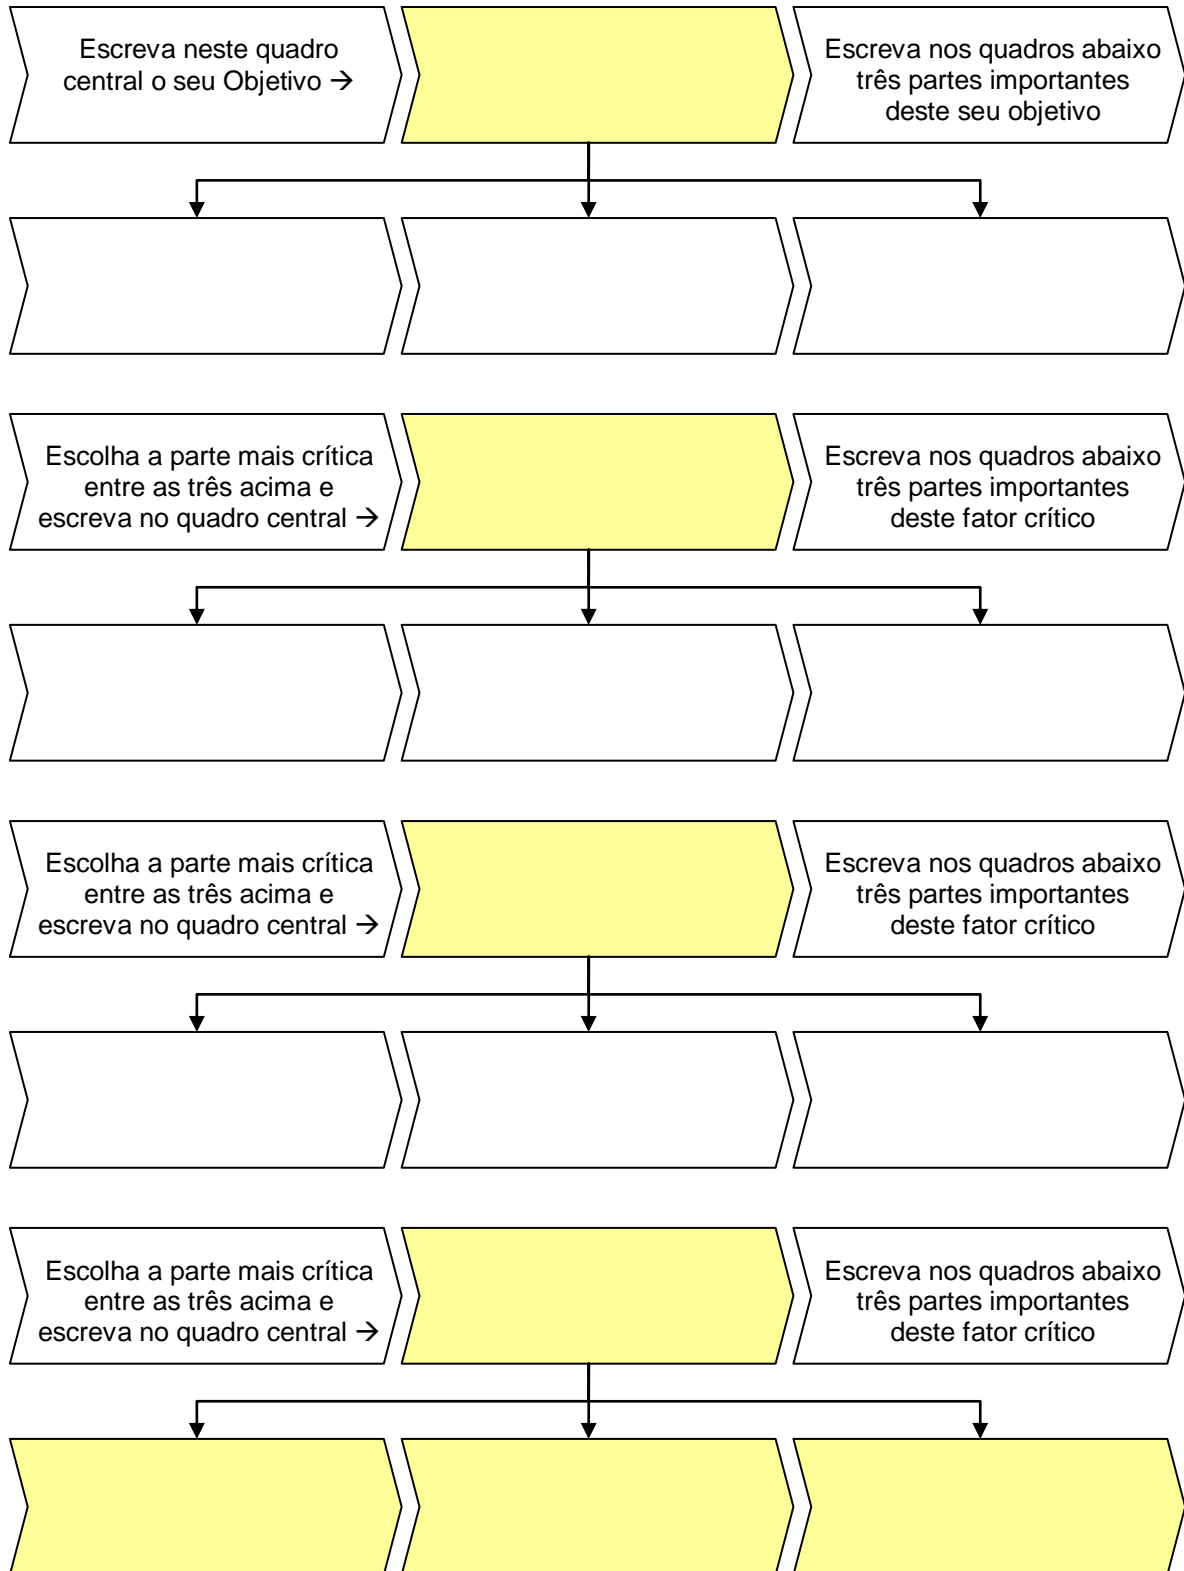 Escreva neste quadro
central o seu Objetivo →
Escreva nos quadros abaixo
três partes importantes
deste seu objetivo
Escolha a parte mais crítica
entre as três acima e
escreva no quadro central →
Escreva nos quadros abaixo
três partes importantes
deste fator crítico
Escolha a parte mais crítica
entre as três acima e
escreva no quadro central →
Escreva nos quadros abaixo
três partes importantes
deste fator crítico
Escolha a parte mais crítica
entre as três acima e
escreva no quadro central →
Escreva nos quadros abaixo
três partes importantes
deste fator crítico